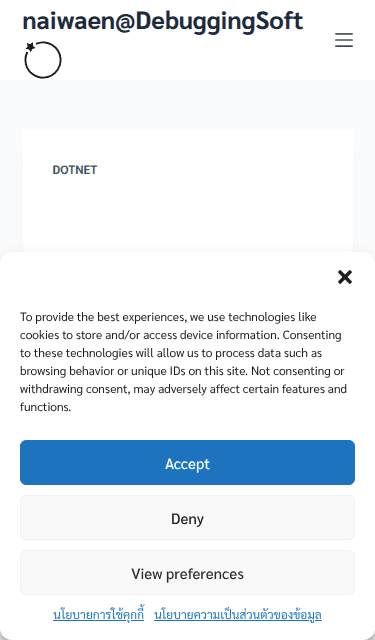 naiwaen@DebuggingSoft
DOTNET
To provide the best experiences, we use technologies like
cookies to store and/or access device information. Consenting
to these technologies will allow us to process data such as
browsing behavior or unique IDs on this site. Not consenting or
withdrawing consent, may adversely affect certain features and
functions.
Accept
Deny
View preferences
นโยบายการใช้คุกกี้ นโยบายความเป็นส่วนตัวของข้อมูล